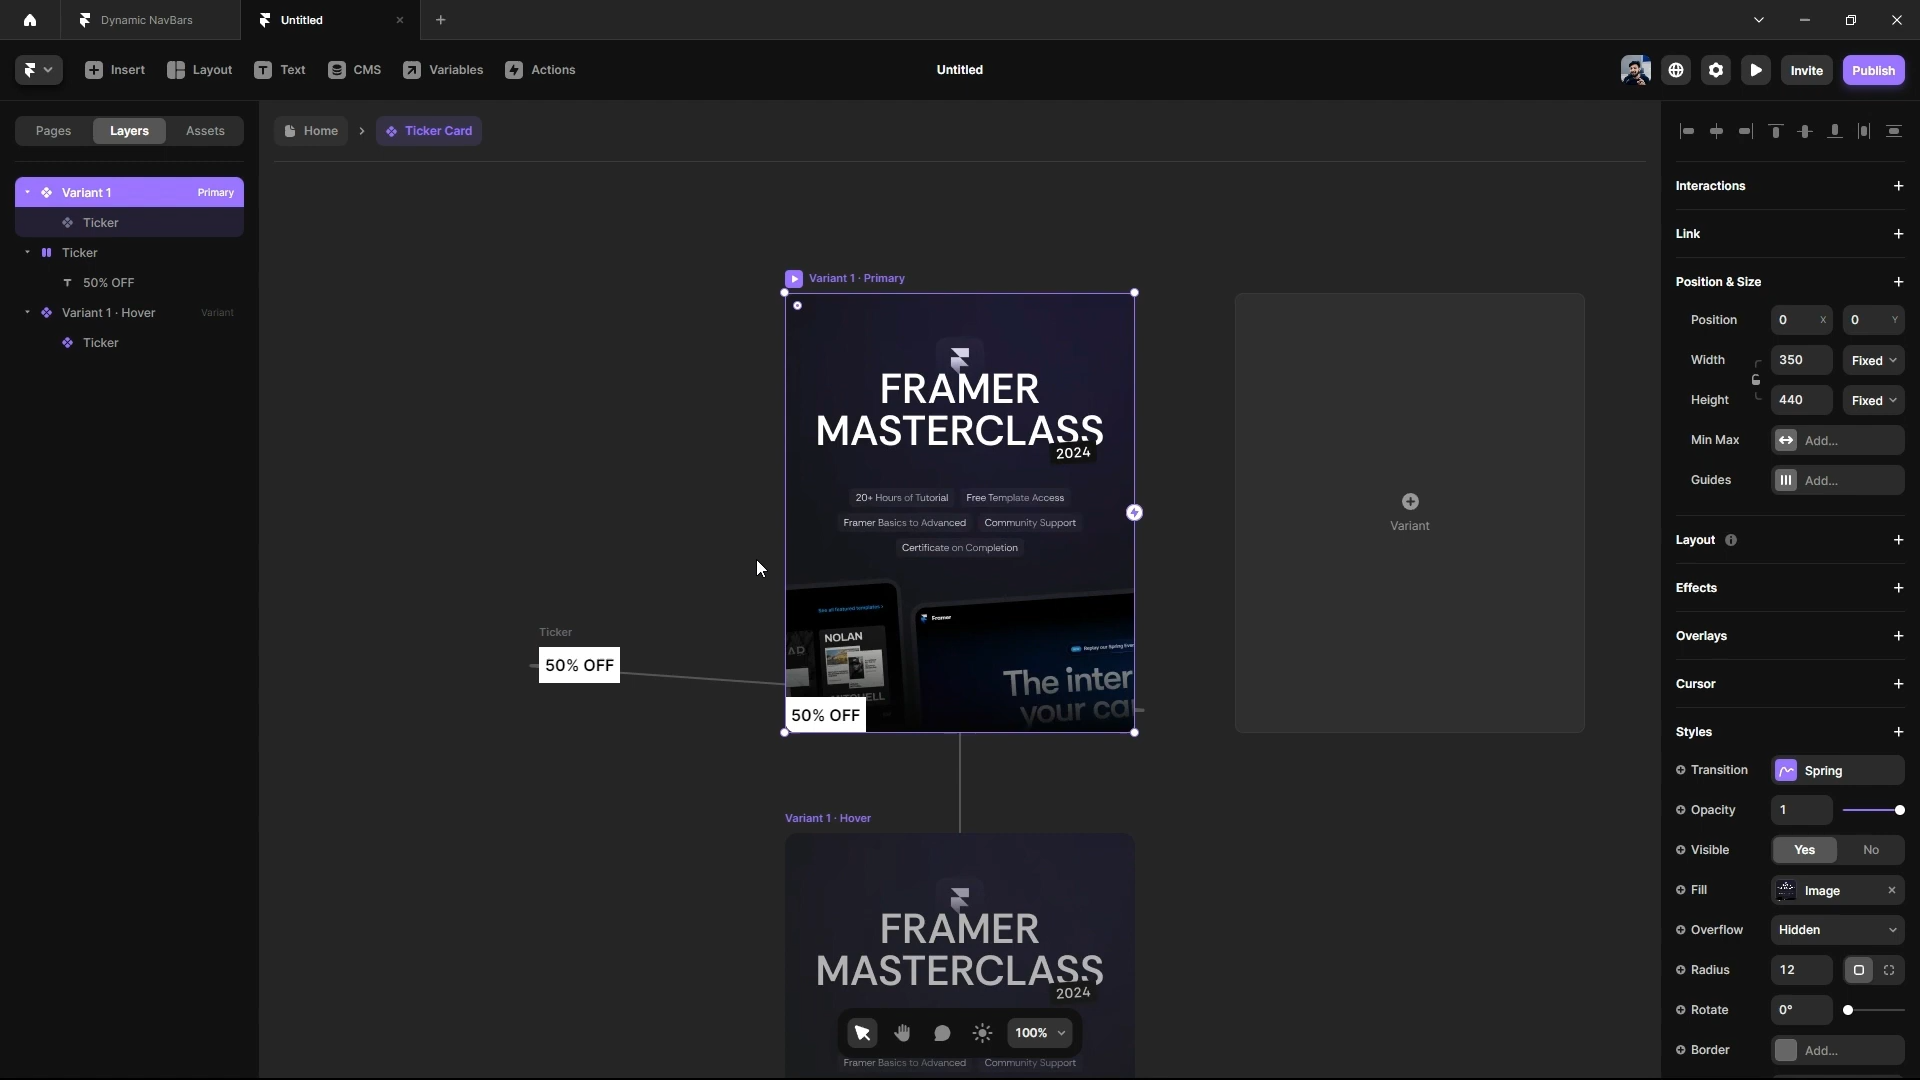 Dynamic NavBars
Untitled
Insert
Layout
Text
CMS
Variables
Actions
Untitled
Invite
Publish
Pages
Layers
Assets
Home
Ticker Card
Variant 1
Primary
Ticker
Ticker
50% OFF
Variant 1 · Hover
Variant
Ticker
Variant 1 · Primary
FRAMER
MASTERCLASS
2024
20+ Hours of Tutorial
Free Template Access
Framer Basics to Advanced
Community Support
Certificate on Completion
See all featured templates
NOLAN
Framer
The inter
your ca
Ticker
50% OFF
50% OFF
Variant
Variant 1 · Hover
FRAMER
MASTERCLASS
2024
Framer Basics to Advanced
Community Support
100%
Interactions
Link
Position & Size
Position
0
X
0
Y
Width
350
Fixed
Height
440
Fixed
Min Max
Add...
Guides
Add...
Layout
Effects
Overlays
Cursor
Styles
Transition
Spring
Opacity
1
Visible
Yes
No
Fill
Image
Overflow
Hidden
Radius
12
Rotate
0°
Border
Add...